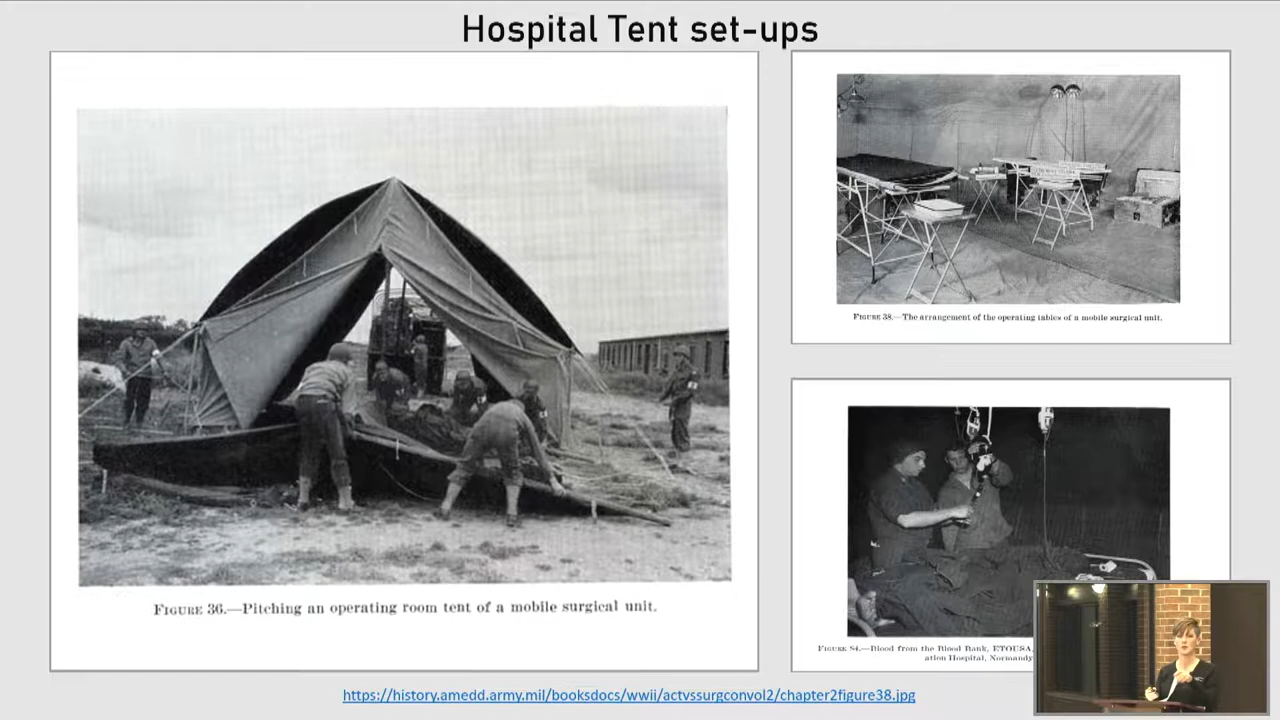 Hospital Tent set-ups
FIGURE 36.—Pitching an operating room tent of a mobile surgical unit.
FIGURE 38.—The arrangement of the operating tables of a mobile surgical unit.
FIGURE 84.—Blood from the Blood Bank, ETOUSA,
ation Hospital, Normandy
https://history.amedd.army.mil/booksdocs/wwii/actvssurgconvol2/chapter2figure38.jpg